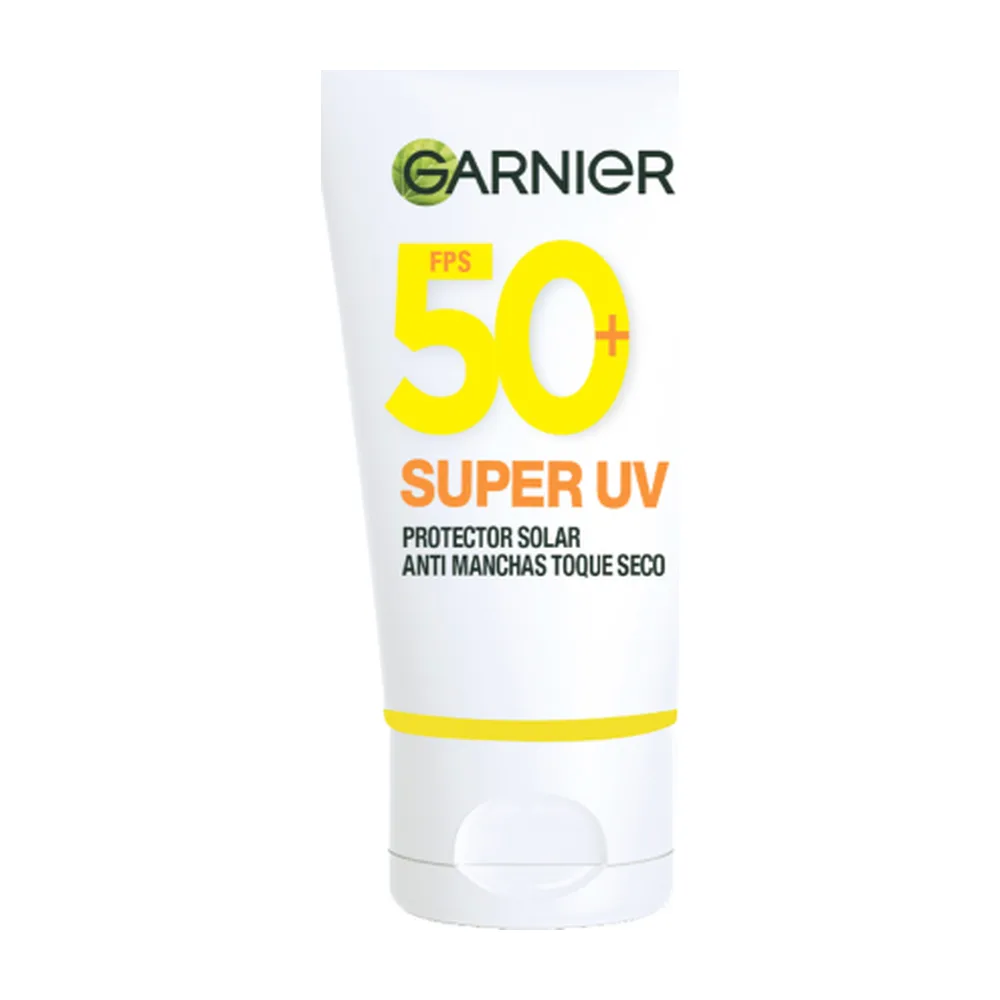 GARNIER
FPS
50+
SUPER UV
PROTECTOR SOLAR
ANTI MANCHAS TOQUE SECO